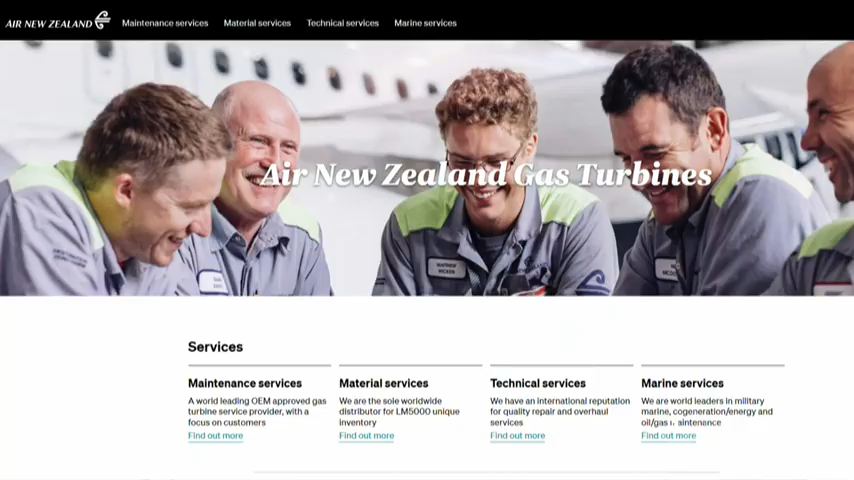 AIR NEW ZEALAND
Maintenance services
Material services
Technical services
Marine services
Air New Zealand Gas Turbines
MATTHEW
Services
Maintenance services
A world leading OEM approved gas
turbine service provider, with a
focus on customers
Find out more
Material services
We are the sole worldwide
distributor for LM5000 unique
inventory
Find out more
Technical services
We have an international reputation
for quality repair and overhaul
services
Find out more
Marine services
We are world leaders in military
marine, cogeneration/energy and
oil/gas
Find out more